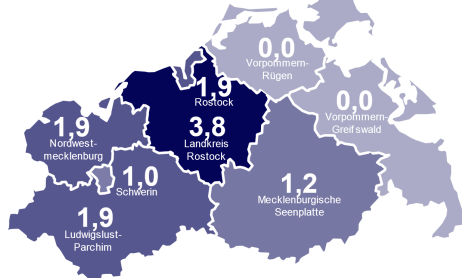 0,0
Vorpommern-
Rügen
1,9
Rostock
0,0
Vorpommern-
Greifswald
3,8
Landkreis
Rostock
1,9
Nordwest-
mecklenburg
1,0
Schwerin
1,2
Mecklenburgische
Seenplatte
1,9
Ludwigslust-
Parchim